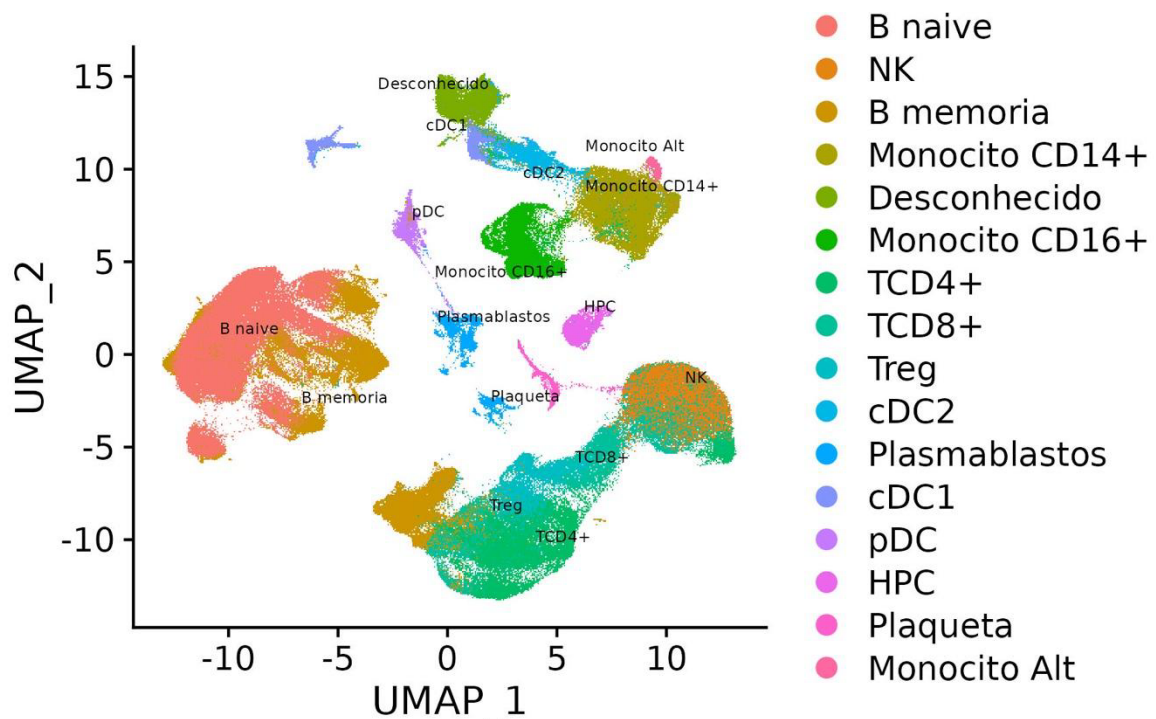 UMAP_2
15
10
5
0
-5
-10
-10
-5
0
5
10
UMAP_1
Desconhecido
cDC1
cDC2
Monocito Alt
Monocito CD14+
pDC
Monocito CD16+
Plasmablastos
HPC
B naive
B memoria
Plaqueta
NK
TCD8+
Treg
TCD4+
B naive
NK
B memoria
Monocito CD14+
Desconhecido
Monocito CD16+
TCD4+
TCD8+
Treg
cDC2
Plasmablastos
cDC1
pDC
HPC
Plaqueta
Monocito Alt